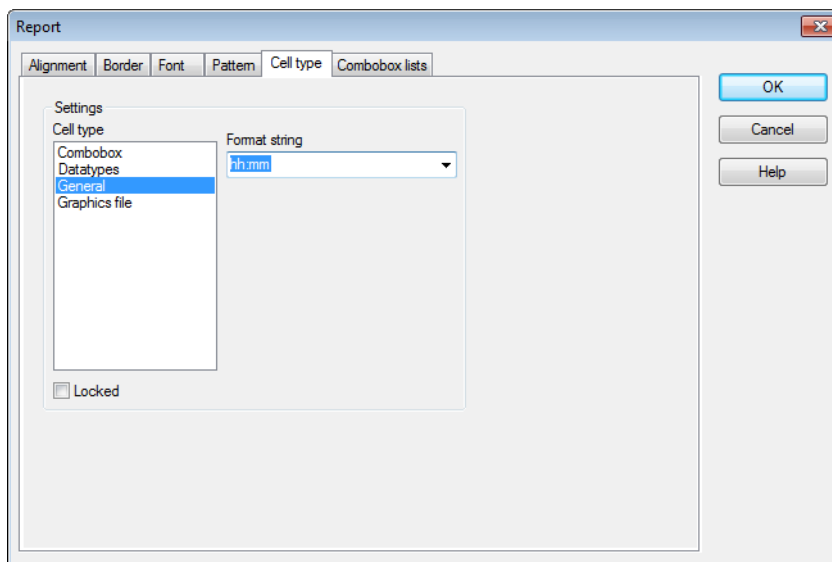 Report
Alignment Border Font Pattern Cell type Combobox lists
OK
Cancel
Help
Settings
Cell type
Combobox
Datatypes
General
Graphics file
Format string
hh:mm
Locked